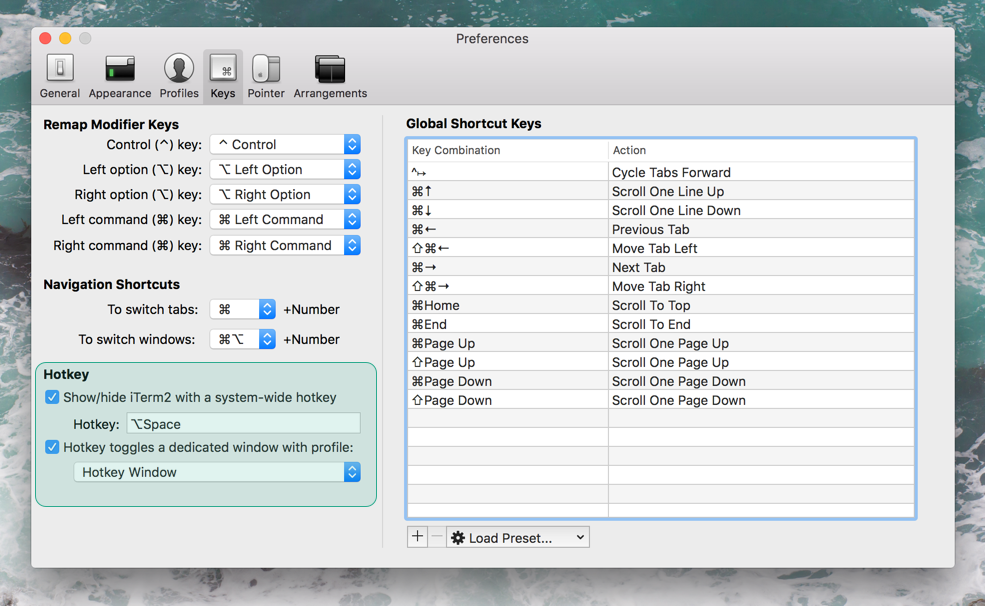 Preferences
General Appearance Profiles Keys Pointer Arrangements
Remap Modifier Keys
Control (^) key: ^ Control
Left option (⌥) key: ⌥ Left Option
Right option (⌥) key: ⌥ Right Option
Left command (⌘) key: ⌘ Left Command
Right command (⌘) key: ⌘ Right Command
Navigation Shortcuts
To switch tabs: ⌘ +Number
To switch windows: ⌘⌥ +Number
Hotkey
Show/hide iTerm2 with a system-wide hotkey
Hotkey: ⌥Space
Hotkey toggles a dedicated window with profile:
Hotkey Window
Global Shortcut Keys
Key Combination Action
^↦ Cycle Tabs Forward
⌘↑ Scroll One Line Up
⌘↓ Scroll One Line Down
⌘← Previous Tab
⇧⌘← Move Tab Left
⌘→ Next Tab
⇧⌘→ Move Tab Right
⌘Home Scroll To Top
⌘End Scroll To End
⌘Page Up Scroll One Page Up
⇧Page Up Scroll One Page Up
⌘Page Down Scroll One Page Down
⇧Page Down Scroll One Page Down
+ − Load Preset...